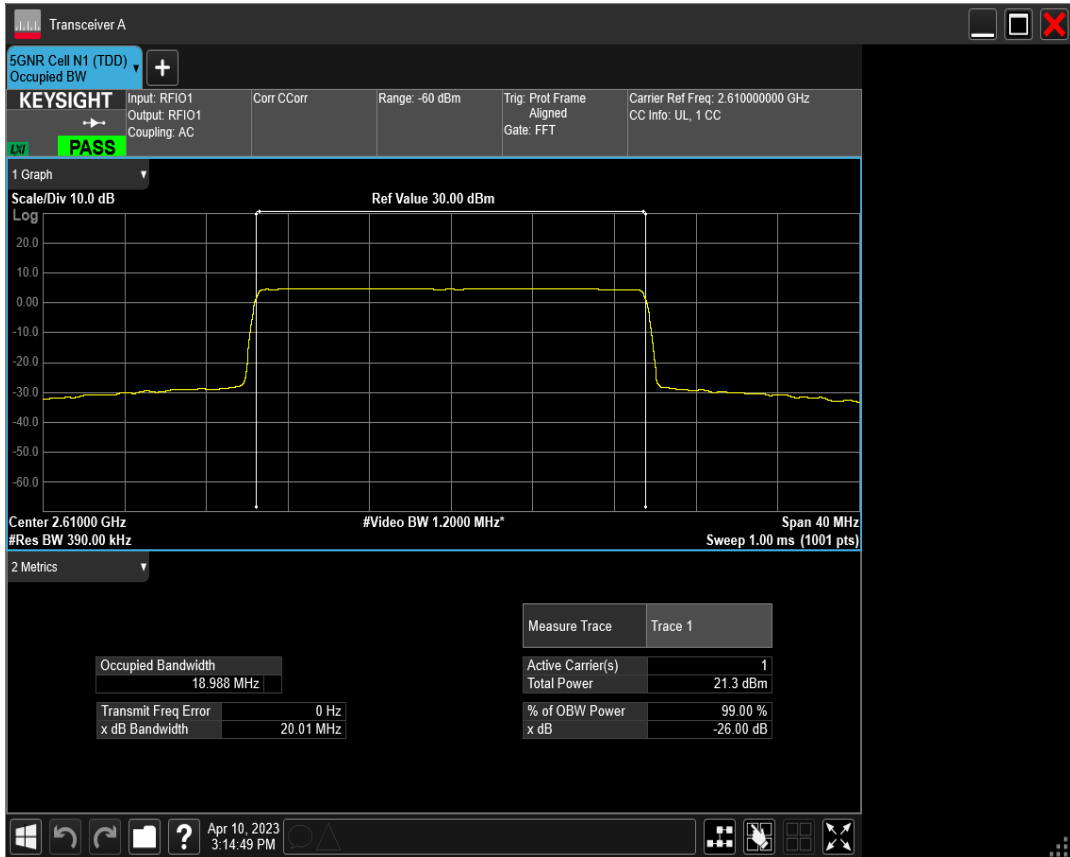 Transceiver A
5GNR Cell N1 (TDD)
Occupied BW
+
KEYSIGHT
LXI
PASS
Input: RFIO1
Output: RFIO1
Coupling: AC
Corr CCorr
Range: -60 dBm
Trig: Prot Frame
Aligned
Gate: FFT
Carrier Ref Freq: 2.610000000 GHz
CC Info: UL, 1 CC
1 Graph
Scale/Div 10.0 dB
Ref Value 30.00 dBm
Log
20.0
10.0
0.00
-10.0
-20.0
-30.0
-40.0
-50.0
-60.0
Center 2.61000 GHz
#Video BW 1.2000 MHz*
Span 40 MHz
#Res BW 390.00 kHz
Sweep 1.00 ms (1001 pts)
2 Metrics
Measure Trace Trace 1
Occupied Bandwidth
18.988 MHz
Active Carrier(s) 1
Total Power 21.3 dBm
Transmit Freq Error 0 Hz
x dB Bandwidth 20.01 MHz
% of OBW Power 99.00 %
x dB -26.00 dB
?
Apr 10, 2023
3:14:49 PM